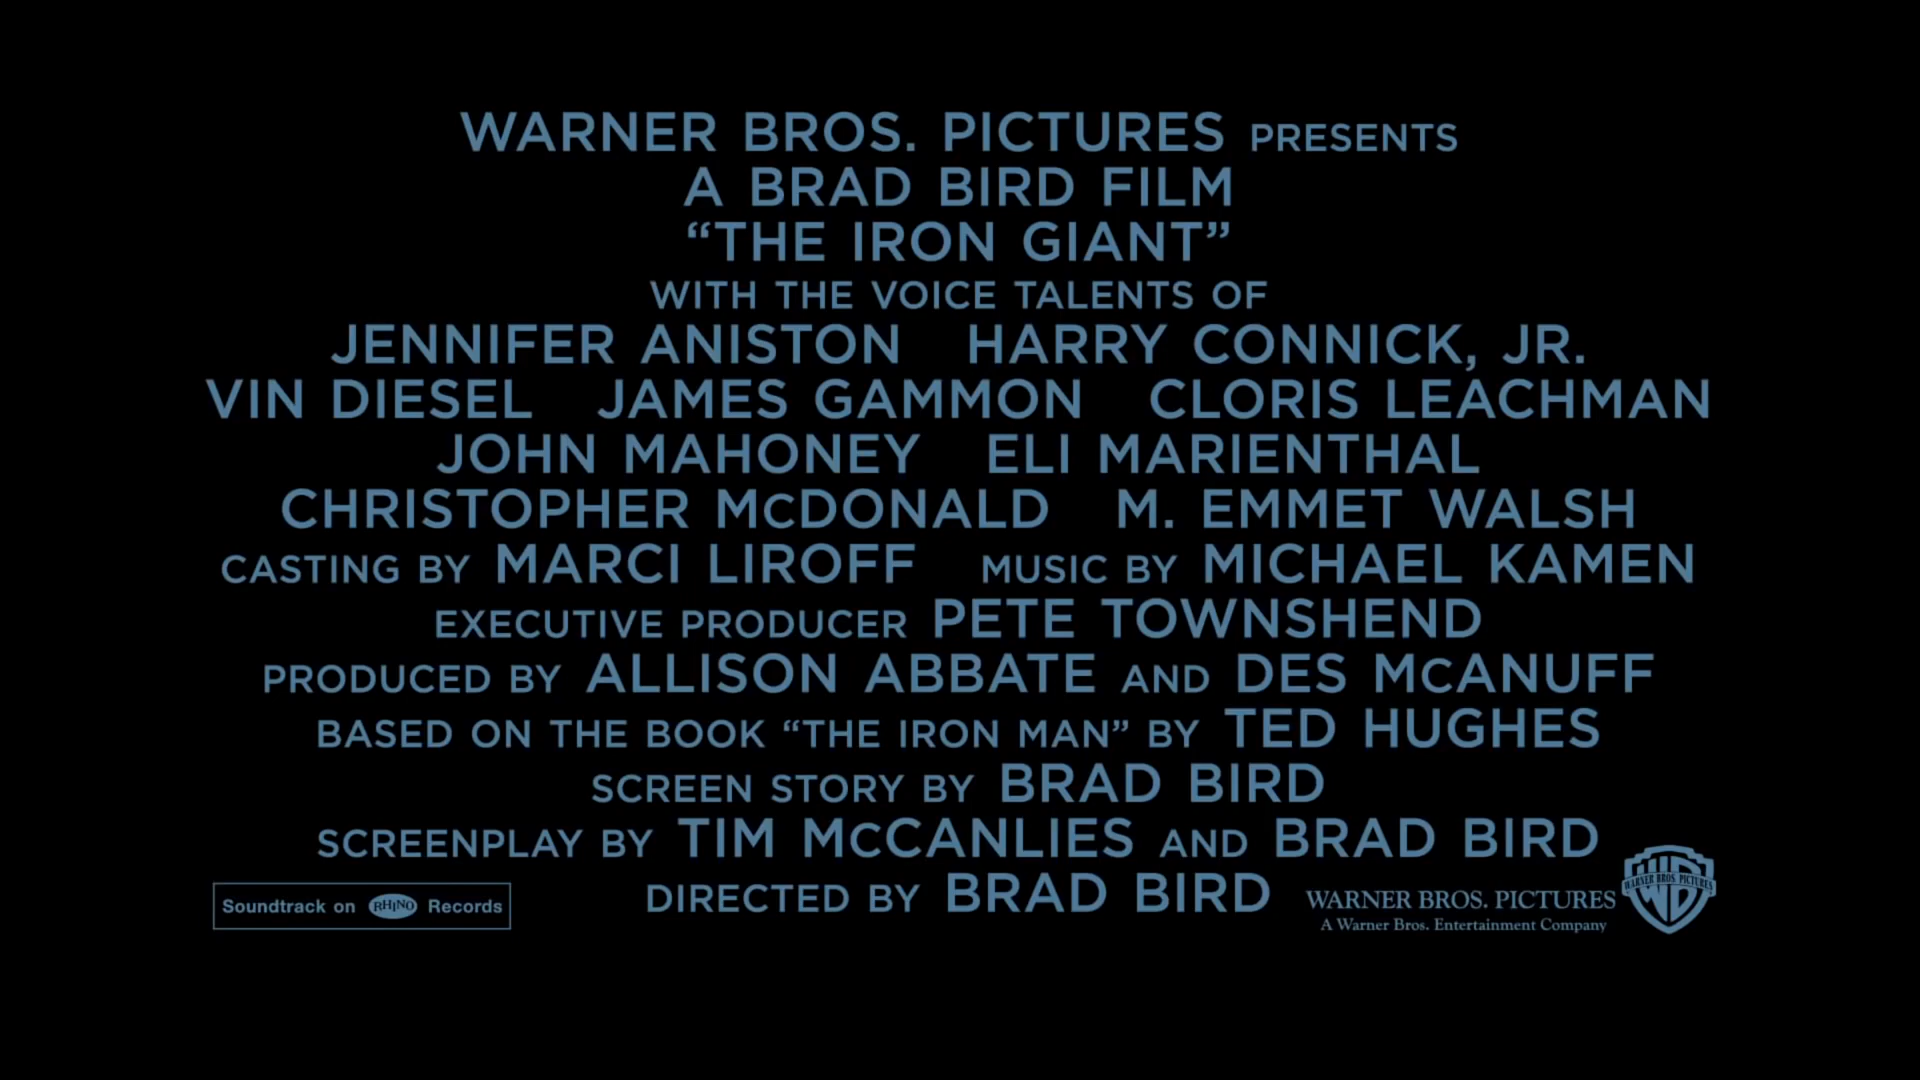 WARNER BROS. PICTURES PRESENTS
A BRAD BIRD FILM
“THE IRON GIANT”
WITH THE VOICE TALENTS OF
JENNIFER ANISTON HARRY CONNICK, JR.
VIN DIESEL JAMES GAMMON CLORIS LEACHMAN
JOHN MAHONEY ELI MARIENTHAL
CHRISTOPHER McDONALD M. EMMET WALSH
CASTING BY MARCI LIROFF MUSIC BY MICHAEL KAMEN
EXECUTIVE PRODUCER PETE TOWNSHEND
PRODUCED BY ALLISON ABBATE AND DES McANUFF
BASED ON THE BOOK “THE IRON MAN” BY TED HUGHES
SCREEN STORY BY BRAD BIRD
SCREENPLAY BY TIM McCANLIES AND BRAD BIRD
DIRECTED BY BRAD BIRD
Soundtrack on RHINO Records
WARNER BROS. PICTURES
A Warner Bros. Entertainment Company
WB
WARNER BROS. PICTURES